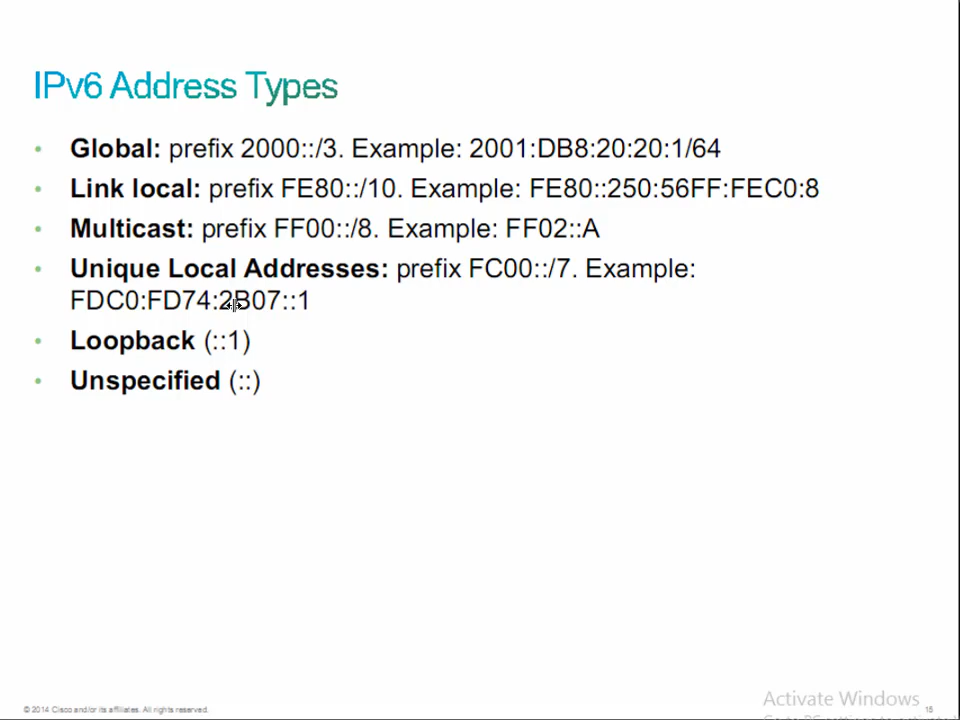 IPv6 Address Types
• Global: prefix 2000::/3. Example: 2001:DB8:20:20:1/64
• Link local: prefix FE80::/10. Example: FE80::250:56FF:FEC0:8
• Multicast: prefix FF00::/8. Example: FF02::A
• Unique Local Addresses: prefix FC00::/7. Example:
FDC0:FD74:2B07::1
• Loopback (::1)
• Unspecified (::)
© 2014 Cisco and/or its affiliates. All rights reserved.
Activate Windows
15